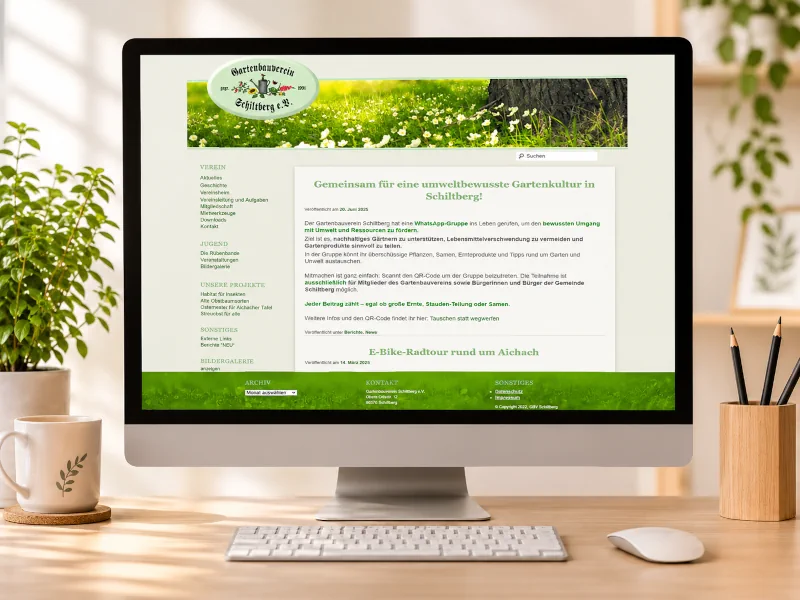 Gartenbauverein
gegr. 1991
Schiltberg e.V.
Suchen
VEREIN
Aktuelles
Geschichte
Vereinsheim
Vereinsleitung und Aufgaben
Mitgliedschaft
Mietwerkzeuge
Downloads
Kontakt
JUGEND
Die Rübenbande
Veranstaltungen
Bildergalerie
UNSERE PROJEKTE
Habitat für Insekten
Alte Obstbaumsorten
Ostereimer für Aichacher Tafel
Streuobst für alle
SONSTIGES
Externe Links
Berichte "NEU"
BILDERGALERIE
anzeigen
Gemeinsam für eine umweltbewusste Gartenkultur in
Schiltberg!
Veröffentlicht am 20. Juni 2025
Der Gartenbauverein Schiltberg hat eine WhatsApp-Gruppe ins Leben gerufen, um den bewussten Umgang
mit Umwelt und Ressourcen zu fördern.
Ziel ist es, nachhaltiges Gärtnern zu unterstützen, Lebensmittelverschwendung zu vermeiden und
Gartenprodukte sinnvoll zu teilen.
In der Gruppe könnt ihr überschüssige Pflanzen, Samen, Ernteprodukte und Tipps rund um Garten und
Umwelt austauschen.
Mitmachen ist ganz einfach: Scannt den QR-Code um der Gruppe beizutreten. Die Teilnahme ist
ausschließlich für Mitglieder des Gartenbauvereins sowie Bürgerinnen und Bürger der Gemeinde
Schiltberg möglich.
Jeder Beitrag zählt – egal ob große Ernte, Stauden-Teilung oder Samen.
Weitere Infos und den QR-Code findet ihr hier: Tauschen statt wegwerfen
Veröffentlicht unter Berichte, News
E-Bike-Radtour rund um Aichach
Veröffentlicht am 14. März 2025
ARCHIV
Monat auswählen
KONTAKT
Gartenbauverein Schiltberg e.V.
Schiltberg
SONSTIGES
Datenschutz
Impressum
© Copyright 2022, GBV Schiltberg